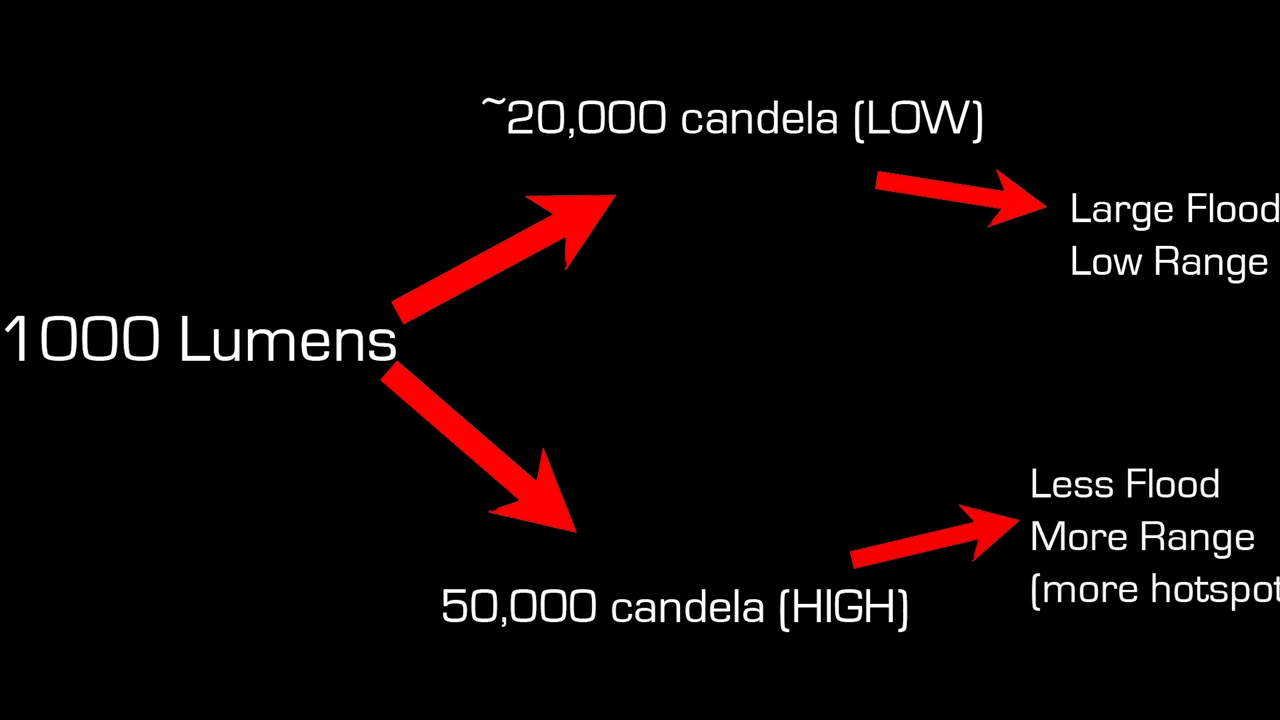 ~20,000 candela (LOW)
Large Flood
Low Range
1000 Lumens
Less Flood
More Range
(more hotspot
50,000 candela (HIGH)